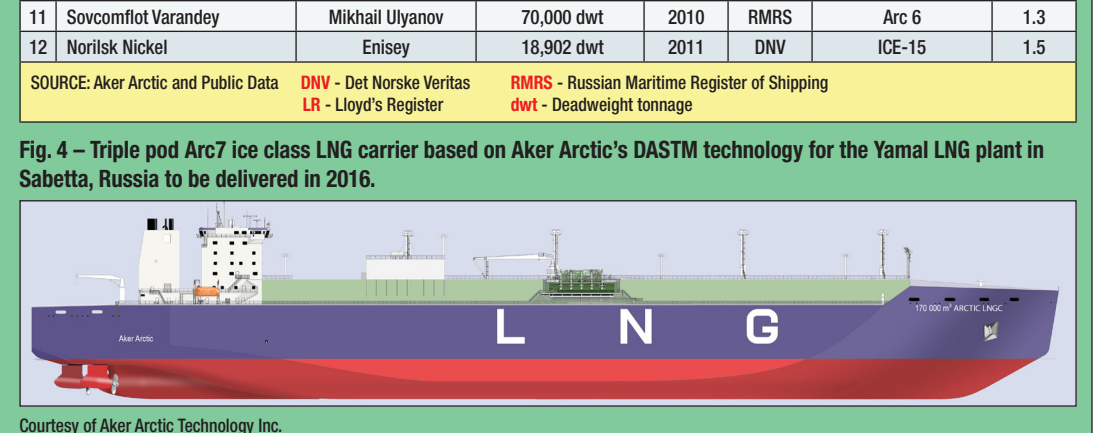 11 Sovcomflot Varandey Mikhail Ulyanov 70,000 dwt 2010 RMRS Arc 6 1.3
12 Norilsk Nickel Enisey 18,902 dwt 2011 DNV ICE-15 1.5
SOURCE: Aker Arctic and Public Data DNV - Det Norske Veritas RMRS - Russian Maritime Register of Shipping
LR - Lloyd's Register dwt - Deadweight tonnage
Fig. 4 – Triple pod Arc7 ice class LNG carrier based on Aker Arctic's DASTM technology for the Yamal LNG plant in
Sabetta, Russia to be delivered in 2016.
170 000 m³ ARCTIC LNGC
L N G
Aker Arctic
Courtesy of Aker Arctic Technology Inc.